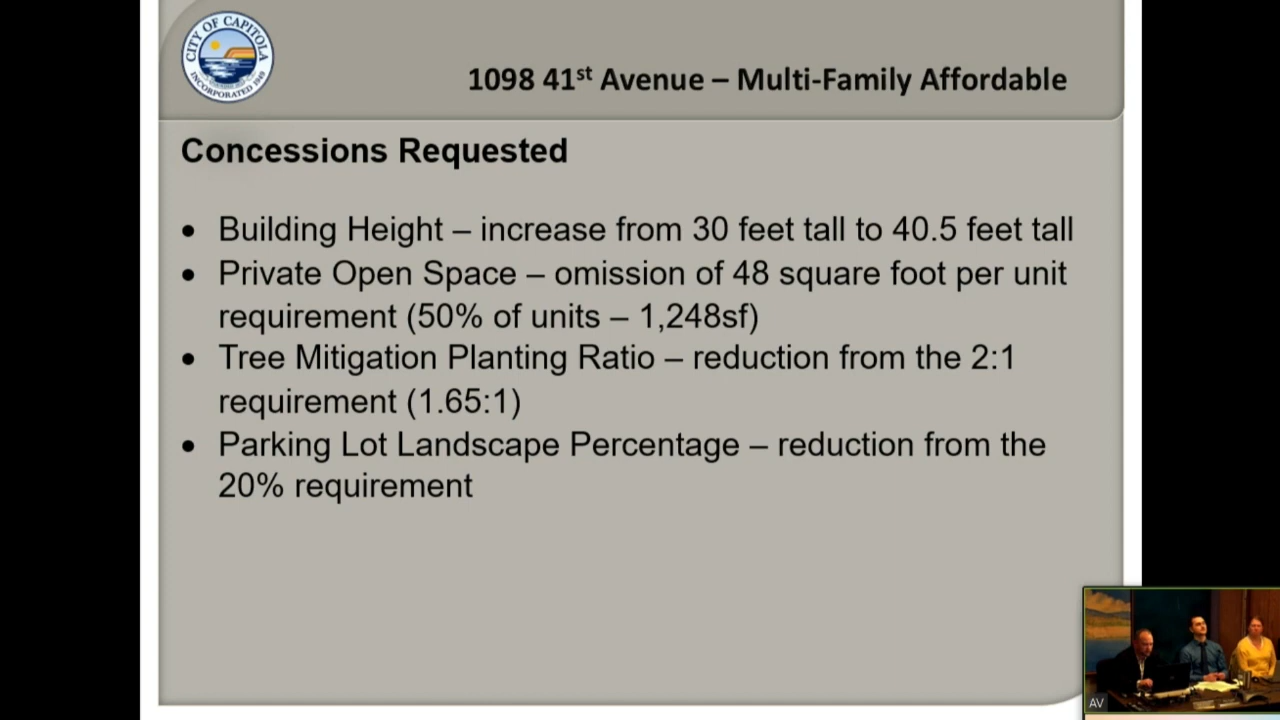 CITY OF CAPITOLA
INCORPORATED 1949
1098 41st Avenue – Multi-Family Affordable
Concessions Requested
• Building Height – increase from 30 feet tall to 40.5 feet tall
• Private Open Space – omission of 48 square foot per unit
requirement (50% of units – 1,248sf)
• Tree Mitigation Planting Ratio – reduction from the 2:1
requirement (1.65:1)
• Parking Lot Landscape Percentage – reduction from the
20% requirement
AV